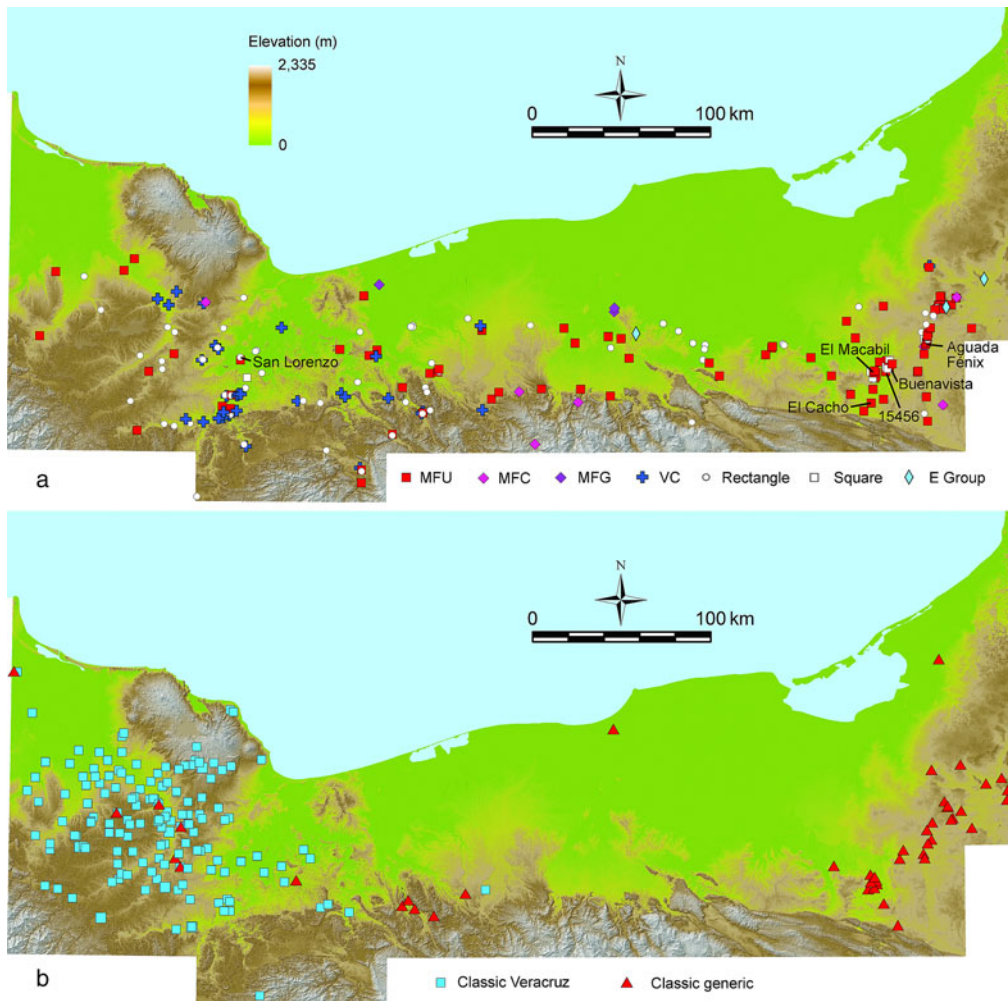 Elevation (m)
2,335
0
N
0
100 km
San Lorenzo
El Macabil
Aguada
Fénix
Buenavista
El Cacho
15456
a
MFU
MFC
MFG
VC
Rectangle
Square
E Group
N
0
100 km
b
Classic Veracruz
Classic generic